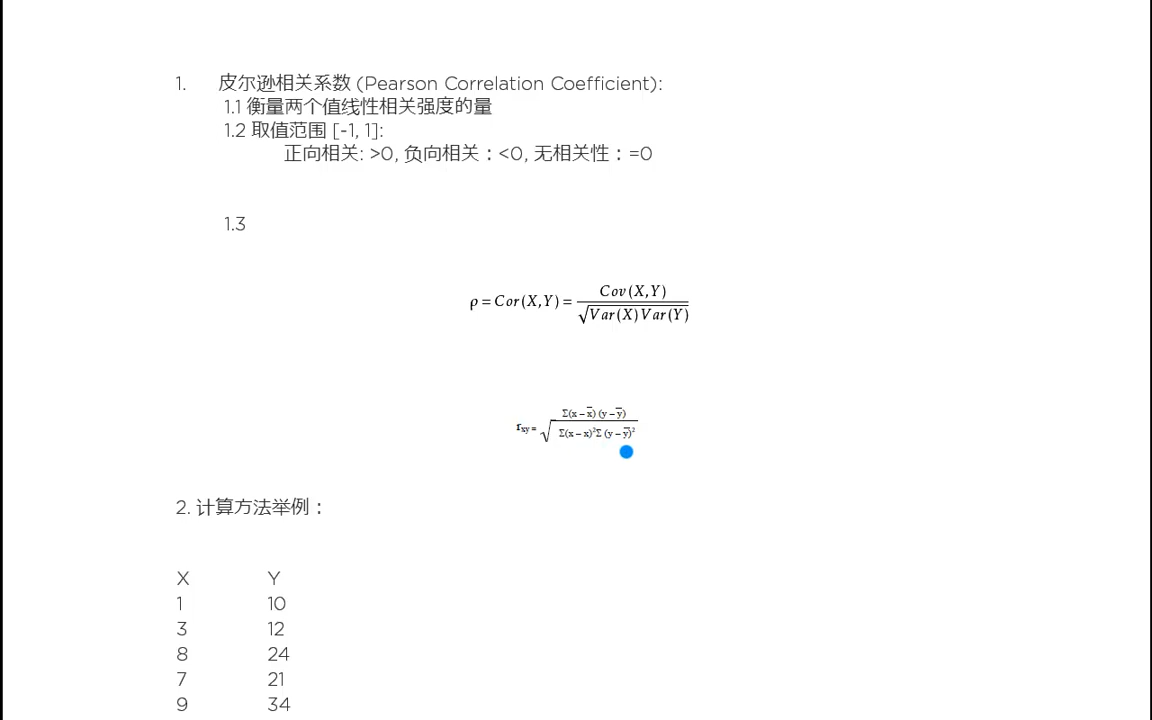 1. 皮尔逊相关系数 (Pearson Correlation Coefficient):
1.1 衡量两个值线性相关强度的量
1.2 取值范围 [-1, 1]:
正向相关: >0, 负向相关：<0, 无相关性：=0
1.3
ρ = Cor(X,Y) = Cov(X,Y) / √Var(X)Var(Y)
r_xy = √ Σ(x – x̄) (y – ȳ) / Σ(x – x)²Σ (y – ȳ)²
2. 计算方法举例：
X Y
1 10
3 12
8 24
7 21
9 34